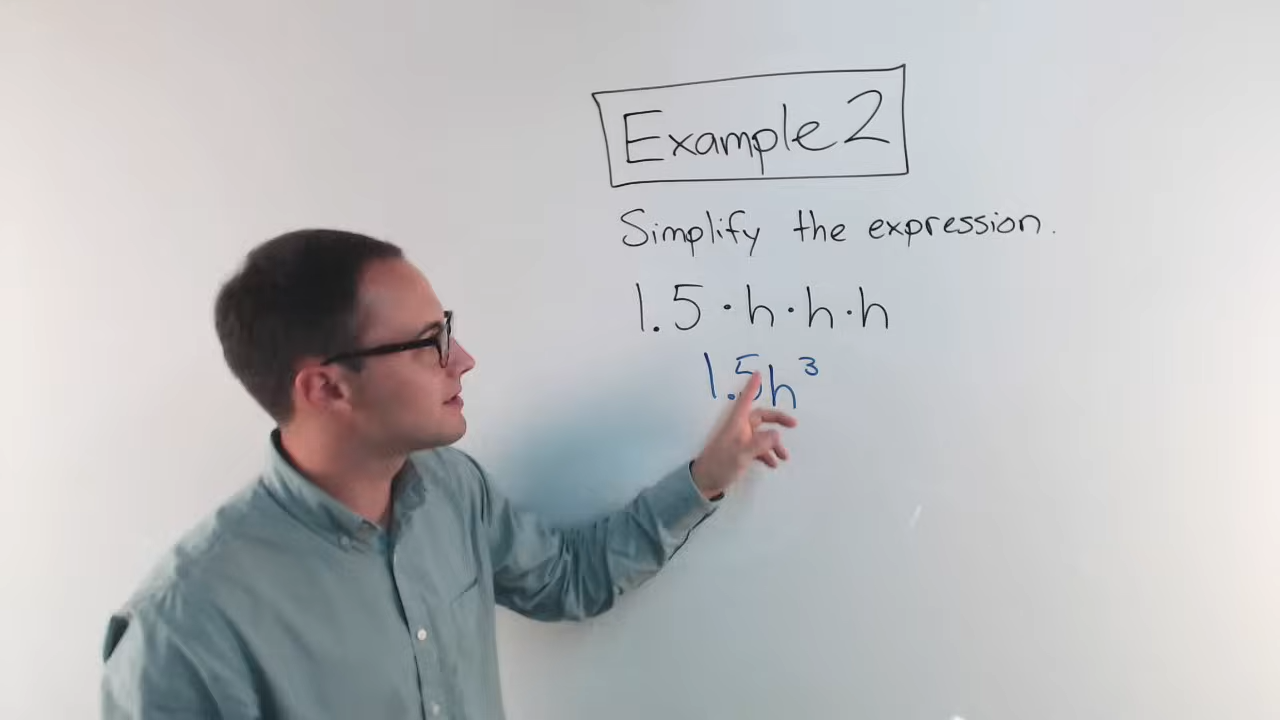 Example 2
Simplify the expression.
1.5 · h · h · h
1.5h³